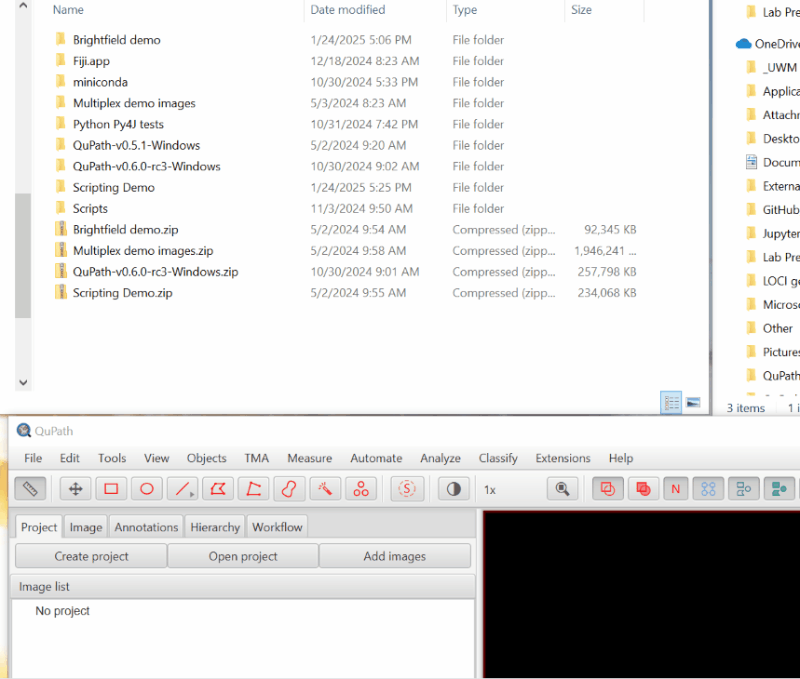 Name Date modified Type Size
Brightfield demo 1/24/2025 5:06 PM File folder
Fiji.app 12/18/2024 8:23 AM File folder
miniconda 10/30/2024 5:33 PM File folder
Multiplex demo images 5/3/2024 8:23 AM File folder
Python Py4J tests 10/31/2024 7:42 PM File folder
QuPath-v0.5.1-Windows 5/2/2024 9:20 AM File folder
QuPath-v0.6.0-rc3-Windows 10/30/2024 9:02 AM File folder
Scripting Demo 1/24/2025 5:25 PM File folder
Scripts 11/3/2024 9:50 AM File folder
Brightfield demo.zip 5/2/2024 9:54 AM Compressed (zipp... 92,345 KB
Multiplex demo images.zip 5/2/2024 9:58 AM Compressed (zipp... 1,946,241 ...
QuPath-v0.6.0-rc3-Windows.zip 10/30/2024 9:01 AM Compressed (zipp... 257,798 KB
Scripting Demo.zip 5/2/2024 9:55 AM Compressed (zipp... 234,068 KB
Lab Pre
OneDrive
_UWM
Applica
Attachn
Deskto
Docum
Externa
GitHub
Jupyter
Lab Pre
LOCI ge
Microso
Other
Pictures
QuPath
3 items 1 i
QuPath
File Edit Tools View Objects TMA Measure Automate Analyze Classify Extensions Help
S 1x N
Project Image Annotations Hierarchy Workflow
Create project Open project Add images
Image list
No project